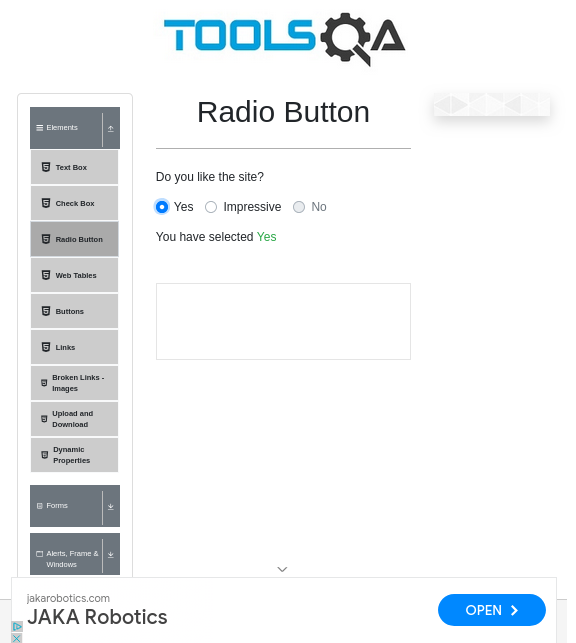 TOOLSQA
Radio Button
Elements
Text Box
Check Box
Radio Button
Web Tables
Buttons
Links
Broken Links -
Images
Upload and
Download
Dynamic
Properties
Forms
Alerts, Frame &
Windows
Do you like the site?
Yes Impressive No
You have selected Yes
jakarobotics.com
JAKA Robotics
OPEN